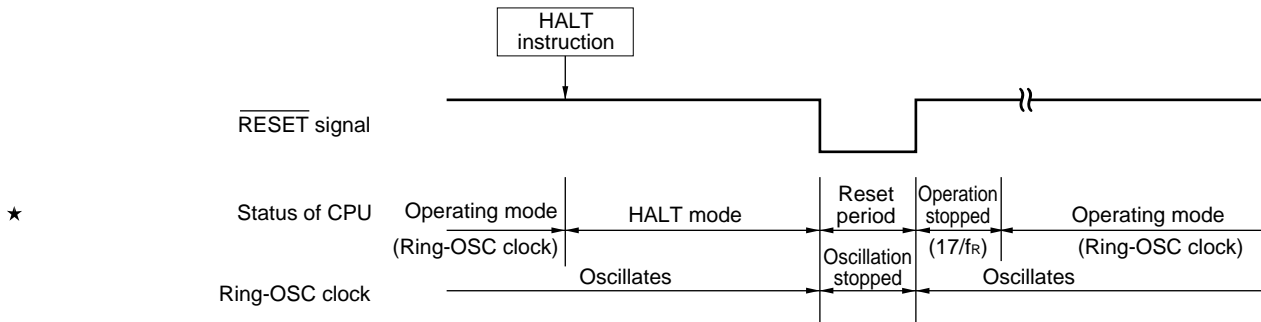 HALT
instruction
RESET signal
★ Status of CPU
Operating mode
(Ring-OSC clock)
HALT mode
Reset
period
Operation
stopped
(17/fR)
Operating mode
(Ring-OSC clock)
Ring-OSC clock
Oscillates
Oscillation
stopped
Oscillates